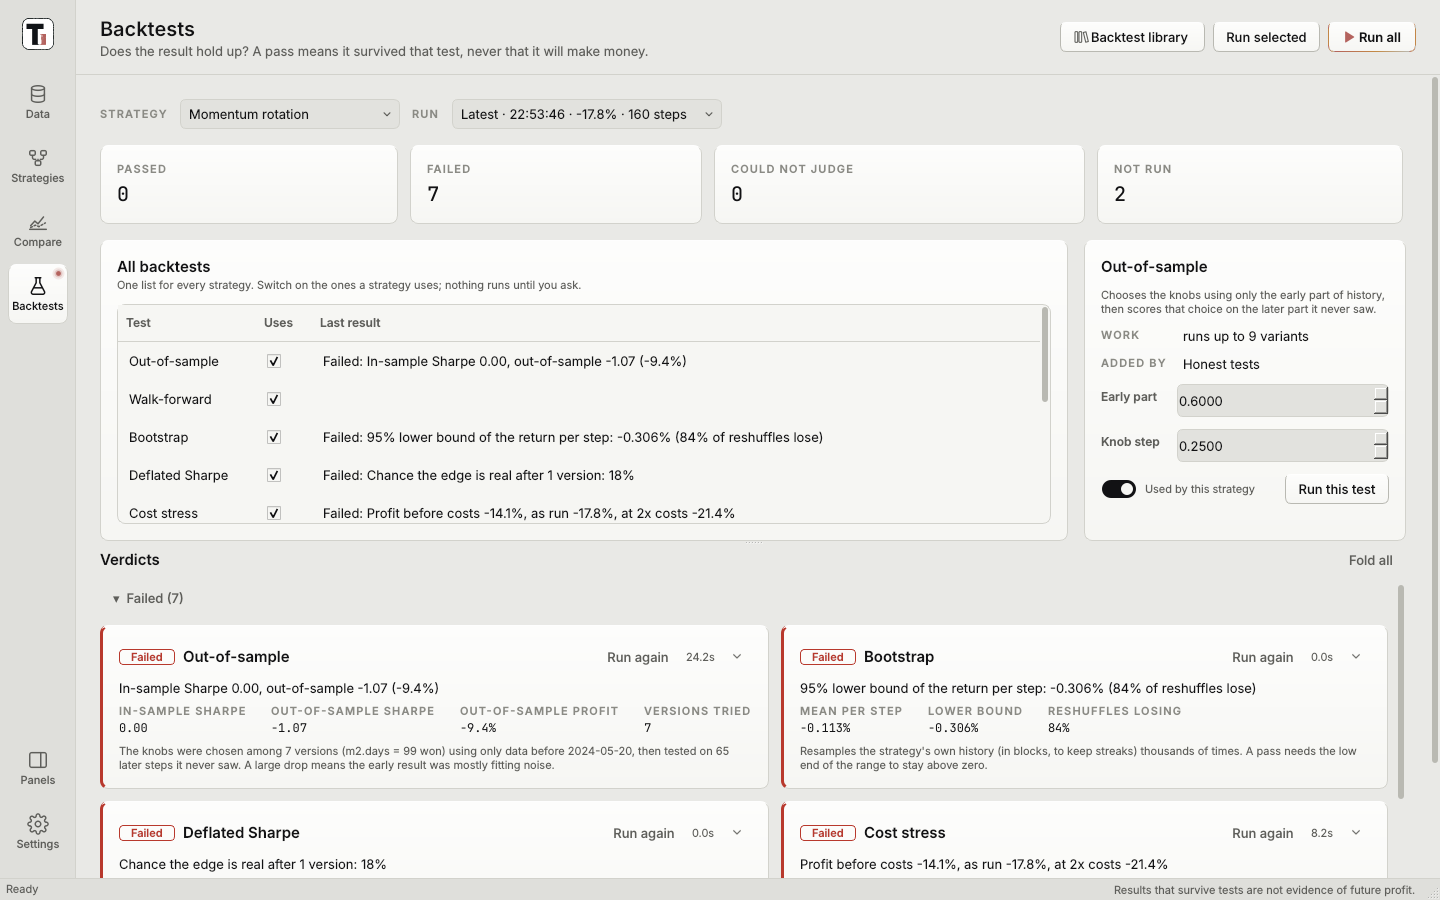 Backtests
Does the result hold up? A pass means it survived that test, never that it will make money.
Backtest library
Run selected
Run all
Data
Strategies
Compare
Backtests
Panels
Settings
STRATEGY
Momentum rotation
RUN
Latest · 22:53:46 · -17.8% · 160 steps
PASSED
0
FAILED
7
COULD NOT JUDGE
0
NOT RUN
2
All backtests
One list for every strategy. Switch on the ones a strategy uses; nothing runs until you ask.
Test Uses Last result
Out-of-sample Failed: In-sample Sharpe 0.00, out-of-sample -1.07 (-9.4%)
Walk-forward
Bootstrap Failed: 95% lower bound of the return per step: -0.306% (84% of reshuffles lose)
Deflated Sharpe Failed: Chance the edge is real after 1 version: 18%
Cost stress Failed: Profit before costs -14.1%, as run -17.8%, at 2x costs -21.4%
Out-of-sample
Chooses the knobs using only the early part of history,
then scores that choice on the later part it never saw.
WORK runs up to 9 variants
ADDED BY Honest tests
Early part 0.6000
Knob step 0.2500
Used by this strategy
Run this test
Verdicts
Fold all
▾ Failed (7)
Failed Out-of-sample Run again 24.2s
In-sample Sharpe 0.00, out-of-sample -1.07 (-9.4%)
IN-SAMPLE SHARPE OUT-OF-SAMPLE SHARPE OUT-OF-SAMPLE PROFIT VERSIONS TRIED
0.00 -1.07 -9.4% 7
The knobs were chosen among 7 versions (m2.days = 99 won) using only data before 2024-05-20, then tested on 65
later steps it never saw. A large drop means the early result was mostly fitting noise.
Failed Bootstrap Run again 0.0s
95% lower bound of the return per step: -0.306% (84% of reshuffles lose)
MEAN PER STEP LOWER BOUND RESHUFFLES LOSING
-0.113% -0.306% 84%
Resamples the strategy's own history (in blocks, to keep streaks) thousands of times. A pass needs the low
end of the range to stay above zero.
Failed Deflated Sharpe Run again 0.0s
Chance the edge is real after 1 version: 18%
Failed Cost stress Run again 8.2s
Profit before costs -14.1%, as run -17.8%, at 2x costs -21.4%
Ready
Results that survive tests are not evidence of future profit.